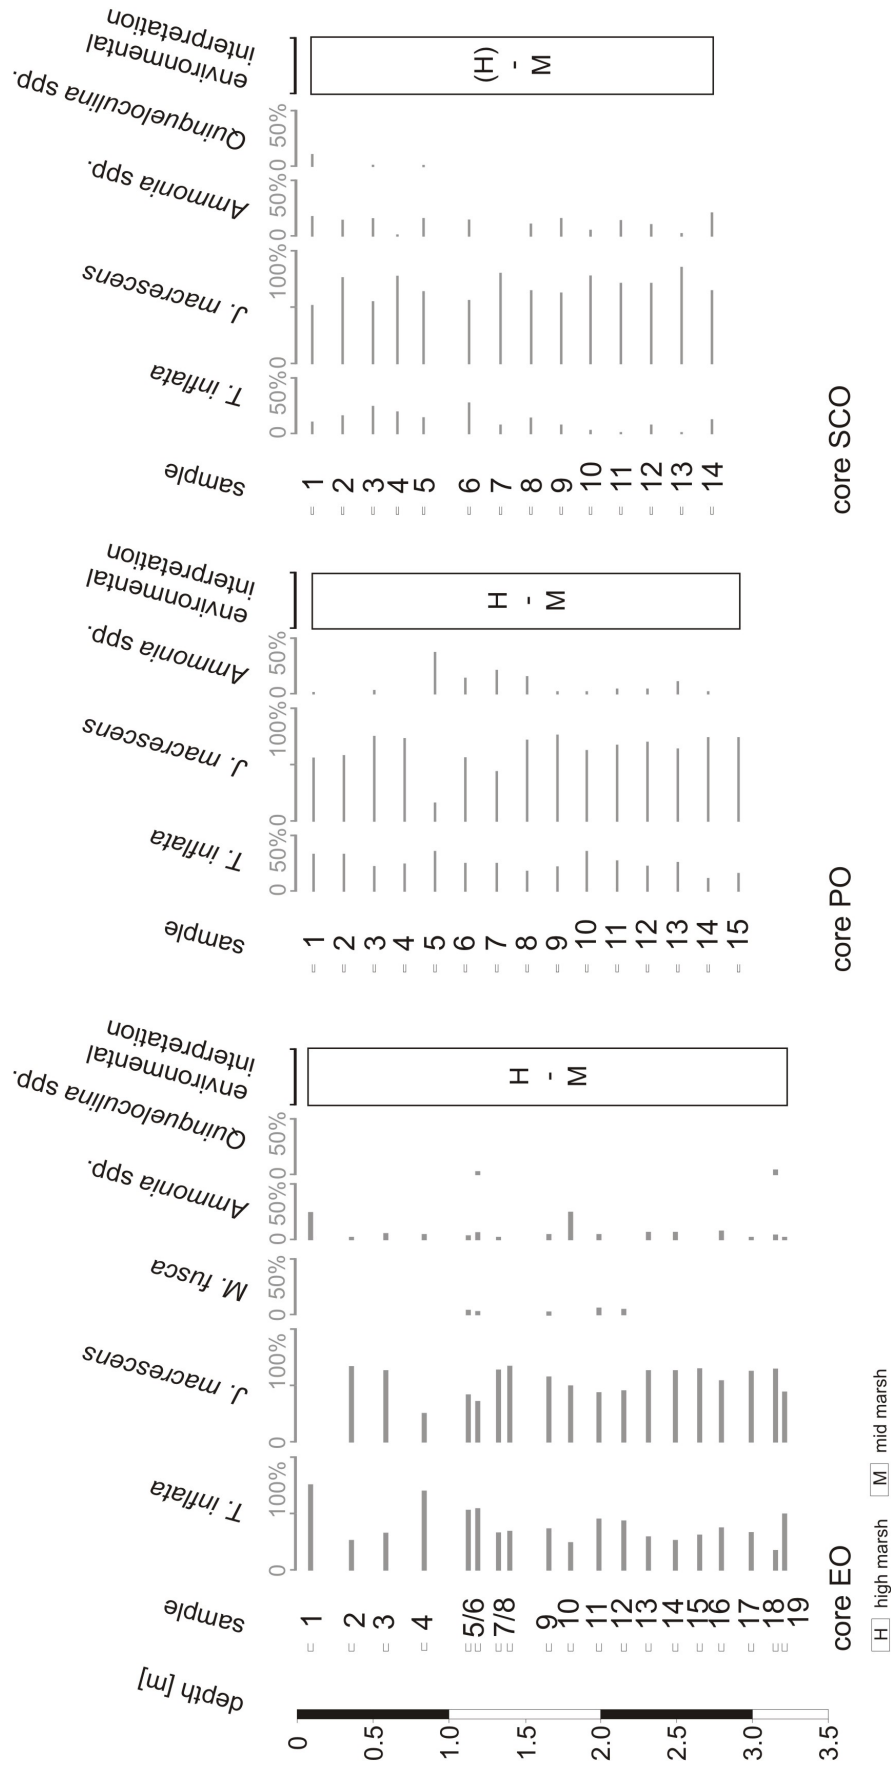 depth [m]
0
0.5
1.0
1.5
2.0
2.5
3.0
3.5
sample
1
2
3
4
5/6
7/8
9
10
11
12
13
14
15
16
17
18
19
T. inflata
0 100%
J. macrescens
0 100%
M. fusca
0 50%
Ammonia spp.
0 50%
Quinqueloculina spp.
0 50%
environmental
interpretation
H
-
M
core EO
H high marsh M mid marsh
sample
1
2
3
4
5
6
7
8
9
10
11
12
13
14
15
T. inflata
0 50%
J. macrescens
0 100%
Ammonia spp.
0 50%
environmental
interpretation
H
-
M
core PO
sample
1
2
3
4
5
6
7
8
9
10
11
12
13
14
T. inflata
0 50%
J. macrescens
0 100%
Ammonia spp.
0 50%
Quinqueloculina spp.
0 50%
environmental
interpretation
(H)
-
M
core SCO